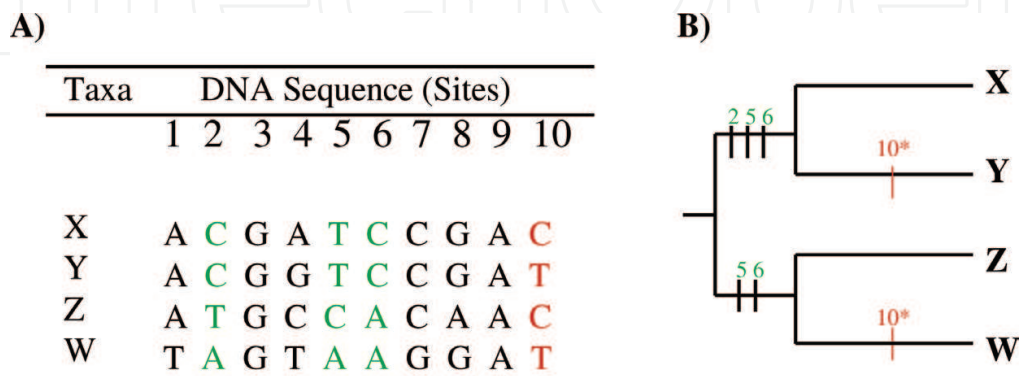 A)
Taxa DNA Sequence (Sites)
1 2 3 4 5 6 7 8 9 10
X A C G A T C C G A C
Y A C G G T C C G A T
Z A T G C C A C A A C
W T A G T A A G G A T
B)
X
2 5 6
10*
Y
Z
5 6
10*
W